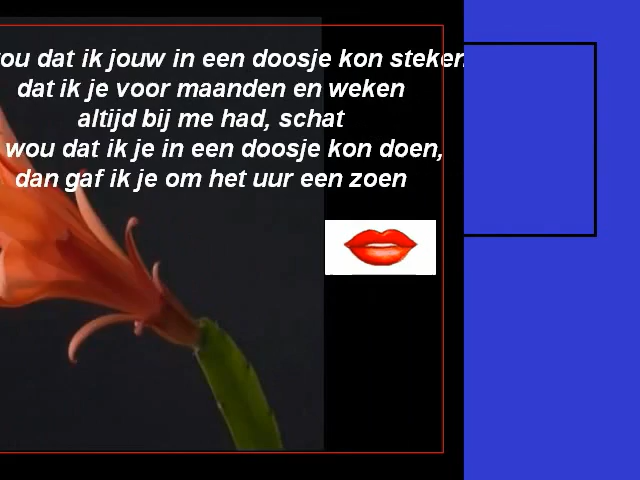 ou dat ik jouw in een doosje kon steken
dat ik je voor maanden en weken
altijd bij me had, schat
wou dat ik je in een doosje kon doen,
dan gaf ik je om het uur een zoen